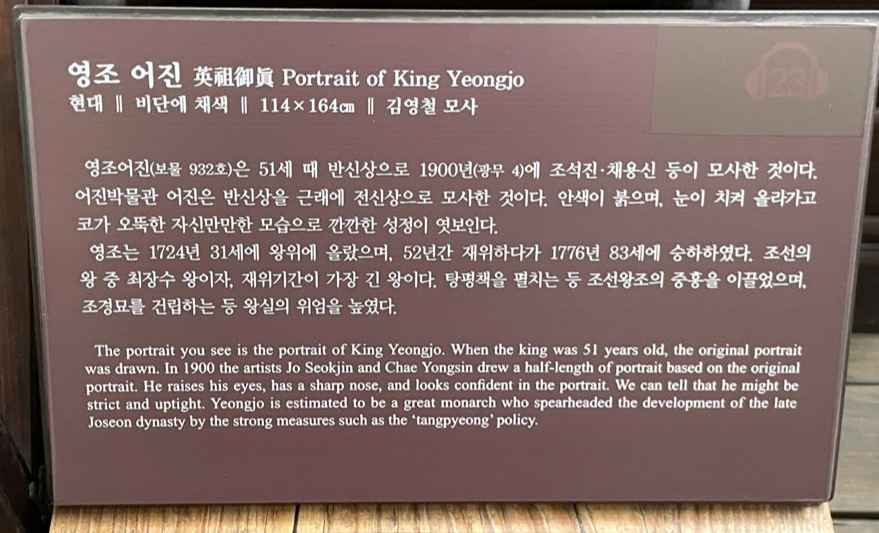 영조 어진 英祖御眞 Portrait of King Yeongjo
현대 ∥ 비단에 채색 ∥ 114×164㎝ ∥ 김영철 모사
123
영조어진(보물 932호)은 51세 때 반신상으로 1900년(광무 4)에 조석진·채용신 등이 모사한 것이다.
어진박물관 어진은 반신상을 근래에 전신상으로 모사한 것이다. 안색이 붉으며, 눈이 치켜 올라가고
코가 오뚝한 자신만만한 모습으로 깐깐한 성정이 엿보인다.
영조는 1724년 31세에 왕위에 올랐으며, 52년간 재위하다가 1776년 83세에 승하하였다. 조선의
왕 중 최장수 왕이자, 재위기간이 가장 긴 왕이다. 탕평책을 펼치는 등 조선왕조의 중흥을 이끌었으며,
조경묘를 건립하는 등 왕실의 위엄을 높였다.
The portrait you see is the portrait of King Yeongjo. When the king was 51 years old, the original portrait
was drawn. In 1900 the artists Jo Seokjin and Chae Yongsin drew a half-length of portrait based on the original
portrait. He raises his eyes, has a sharp nose, and looks confident in the portrait. We can tell that he might be
strict and uptight. Yeongjo is estimated to be a great monarch who spearheaded the development of the late
Joseon dynasty by the strong measures such as the ‘tangpyeong’ policy.